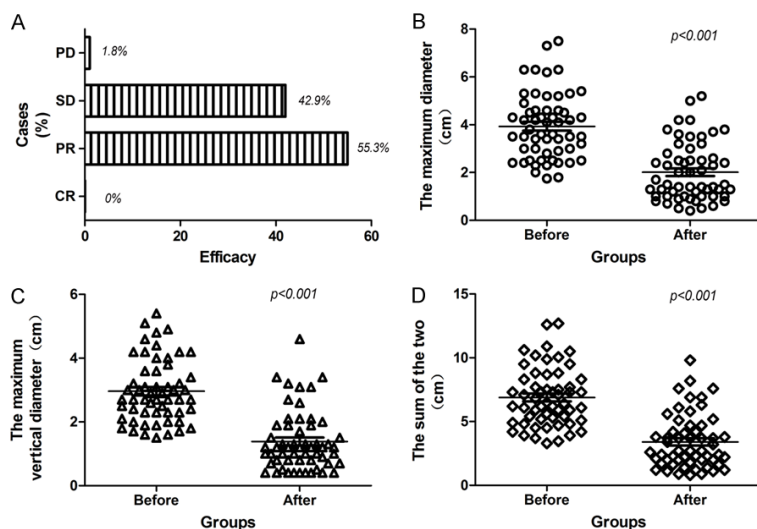 A
PD
1.8%
SD
42.9%
PR
55.3%
CR
0%
Cases
(%)
0
20
40
60
Efficacy
B
p<0.001
8
6
4
2
0
The maximum diameter
(cm)
Before
After
Groups
C
p<0.001
6
4
2
0
The maximum
vertical diameter (cm)
Before
After
Groups
D
p<0.001
15
10
5
0
The sum of the two
(cm)
Before
After
Groups